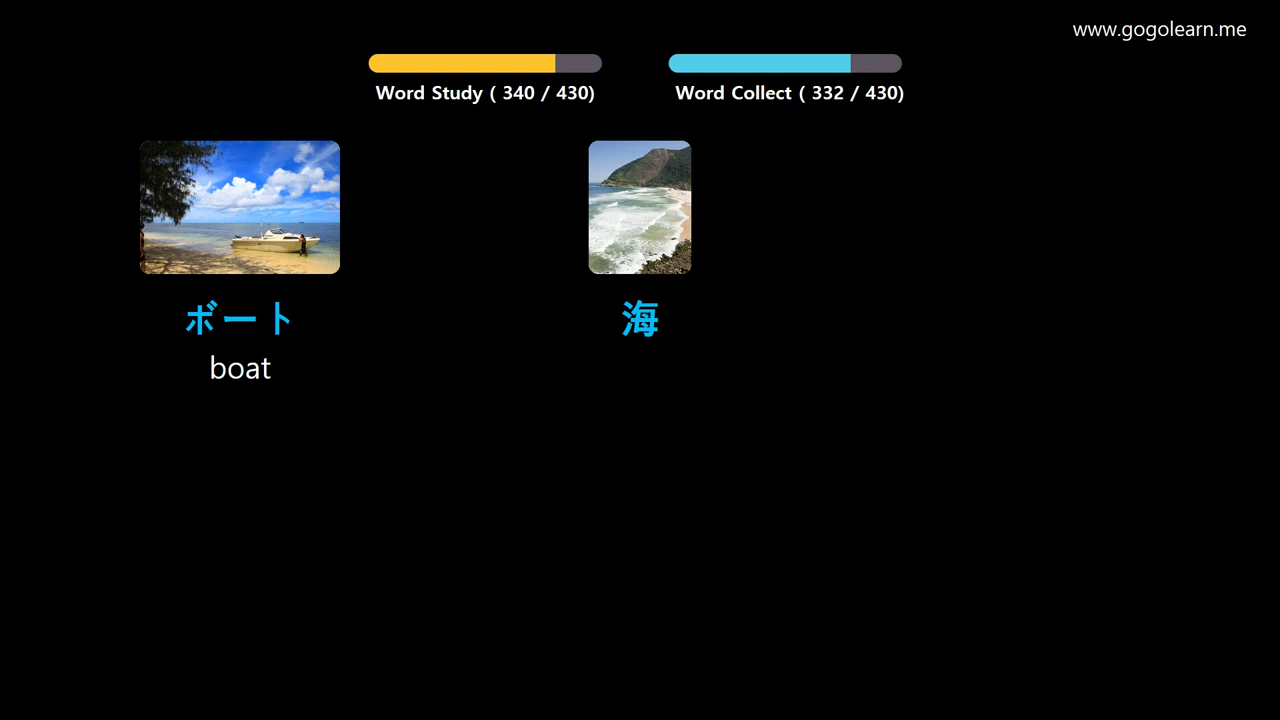 www.gogolearn.me
Word Study ( 340 / 430)
Word Collect ( 332 / 430)
ボート
海
boat